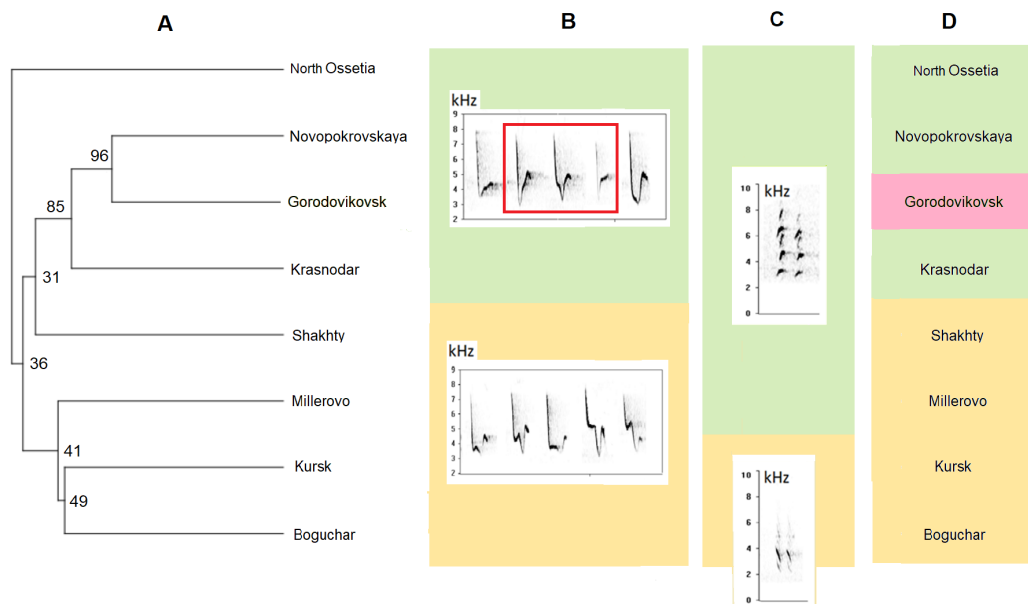 A
B
C
D
North Ossetia
Novopokrovskaya
Gorodovikovsk
Krasnodar
Shakhty
Millerovo
Kursk
Boguchar
96
85
31
36
41
49
kHz
9
8
7
6
5
4
3
2
kHz
9
8
7
6
5
4
3
2
10 kHz
8
6
4
2
0
10 kHz
8
6
4
2
0
North Ossetia
Novopokrovskaya
Gorodovikovsk
Krasnodar
Shakhty
Millerovo
Kursk
Boguchar